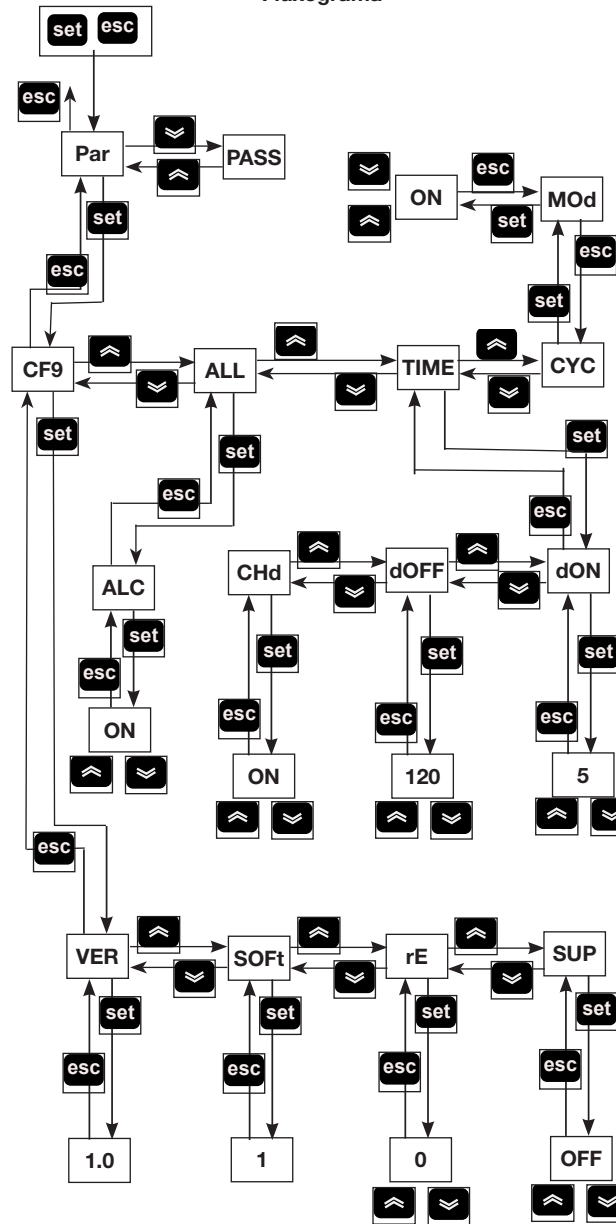 set esc
esc
Par PASS
set
esc
ON esc MOd
set
esc
set
CF9 ALL TIME CYC
set
set
set
esc
esc
CHd dOFF dON
ALC
set
set
set
set
esc
esc
esc
esc
ON
ON 120 5
esc
VER SOFt rE SUP
set set set set
esc esc esc esc
1.0 1 0 OFF